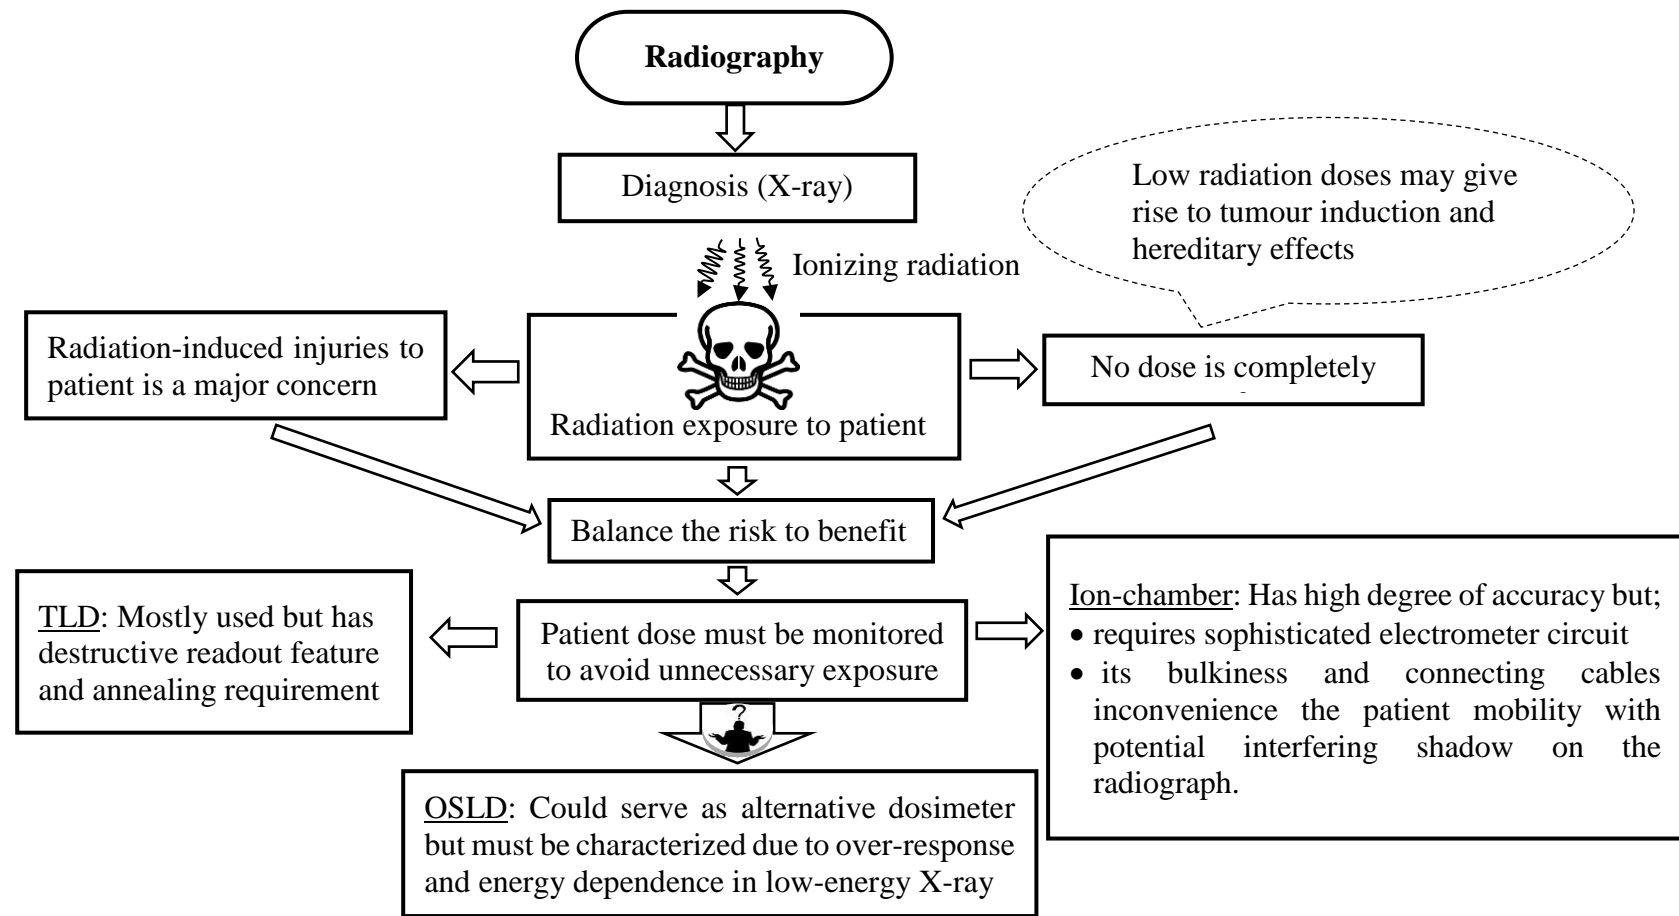 Radiography
Diagnosis (X-ray)
Low radiation doses may give
rise to tumour induction and
hereditary effects
Ionizing radiation
Radiation-induced injuries to
patient is a major concern
Radiation exposure to patient
No dose is completely
Balance the risk to benefit
TLD: Mostly used but has
destructive readout feature
and annealing requirement
Patient dose must be monitored
to avoid unnecessary exposure
Ion-chamber: Has high degree of accuracy but;
• requires sophisticated electrometer circuit
• its bulkiness and connecting cables
inconvenience the patient mobility with
potential interfering shadow on the
radiograph.
?
OSLD: Could serve as alternative dosimeter
but must be characterized due to over-response
and energy dependence in low-energy X-ray